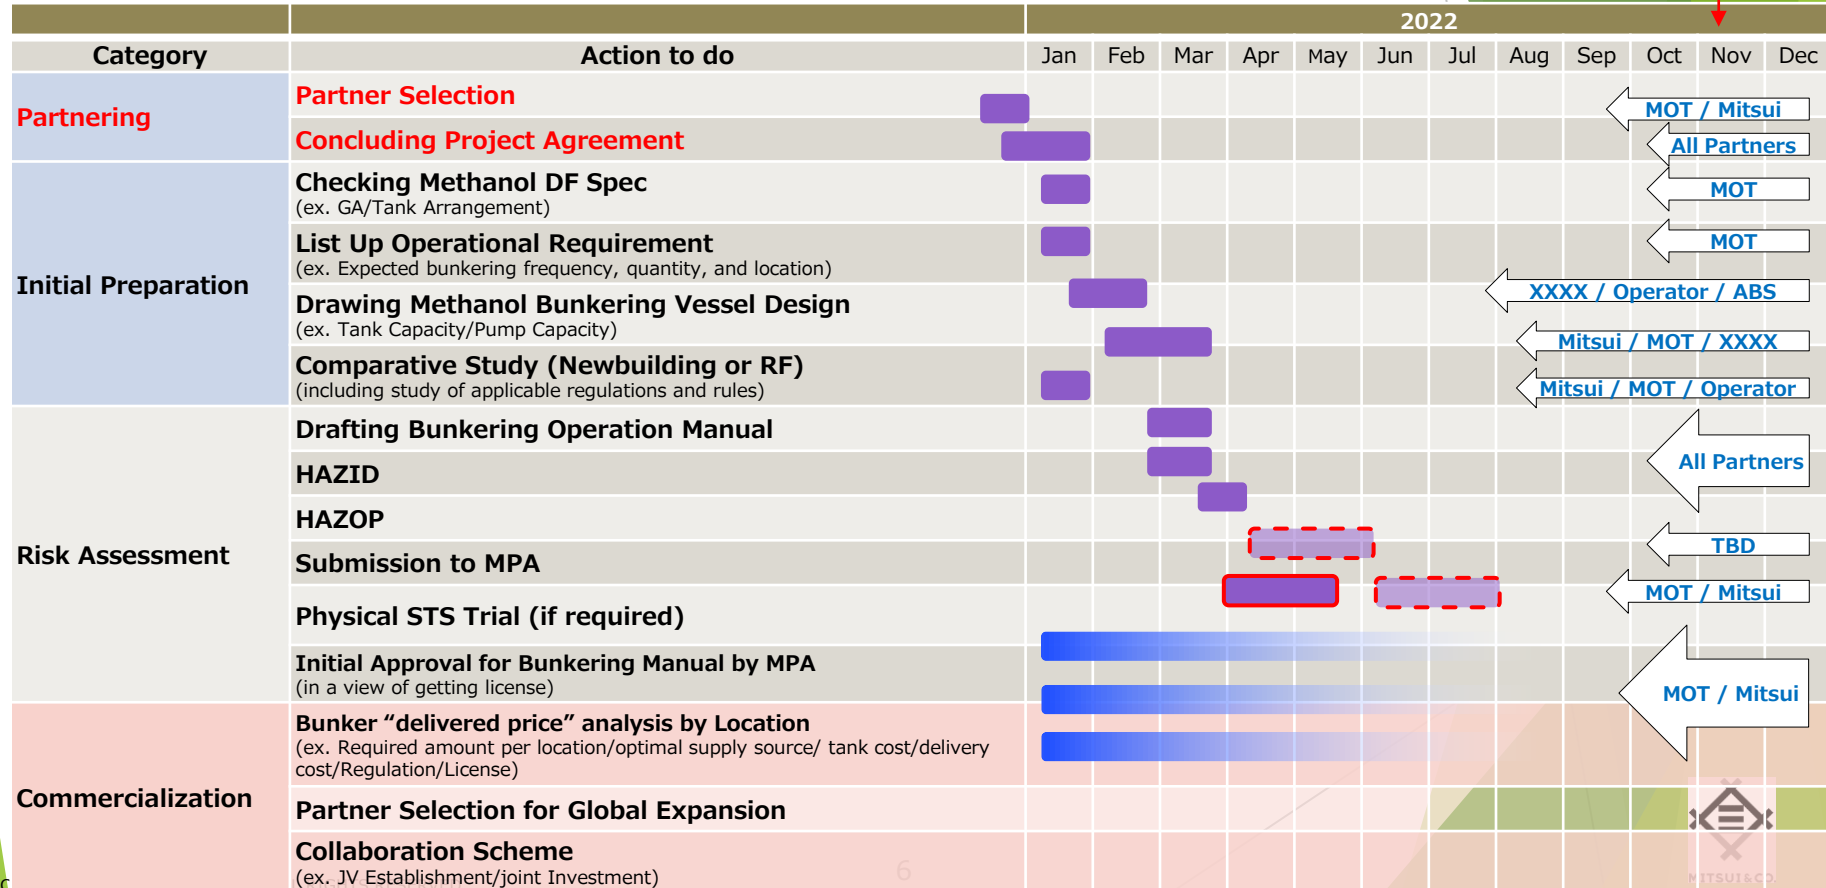 2022
Category
Action to do
Jan Feb Mar Apr May Jun Jul Aug Sep Oct Nov Dec
Partnering
Partner Selection
MOT / Mitsui
Concluding Project Agreement
All Partners
Initial Preparation
Checking Methanol DF Spec
(ex. GA/Tank Arrangement)
MOT
List Up Operational Requirement
(ex. Expected bunkering frequency, quantity, and location)
MOT
Drawing Methanol Bunkering Vessel Design
(ex. Tank Capacity/Pump Capacity)
XXXX / Operator / ABS
Mitsui / MOT / XXXX
Comparative Study (Newbuilding or RF)
(including study of applicable regulations and rules)
Mitsui / MOT / Operator
Risk Assessment
Drafting Bunkering Operation Manual
HAZID
All Partners
HAZOP
Submission to MPA
TBD
Physical STS Trial (if required)
MOT / Mitsui
Initial Approval for Bunkering Manual by MPA
(in a view of getting license)
MOT / Mitsui
Commercialization
Bunker “delivered price” analysis by Location
(ex. Required amount per location/optimal supply source/ tank cost/delivery
cost/Regulation/License)
Partner Selection for Global Expansion
Collaboration Scheme
(ex. JV Establishment/joint Investment)
6
MITSUI & CO.